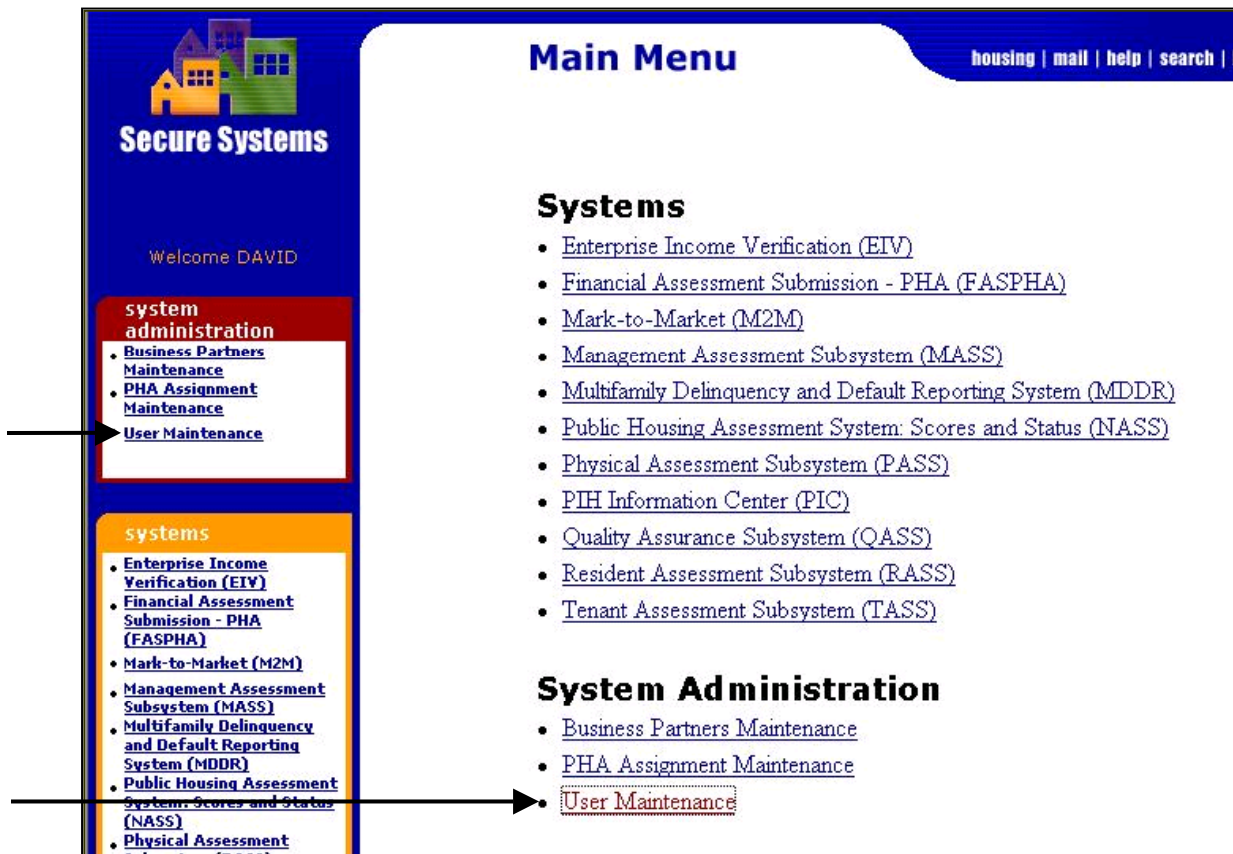 Main Menu
housing | mail | help | search |
Secure Systems
Welcome DAVID
system
administration
Business Partners
Maintenance
PHA Assignment
Maintenance
User Maintenance
systems
Enterprise Income
Verification (EIV)
Financial Assessment
Submission - PHA
(FASPHA)
Mark-to-Market (M2M)
Management Assessment
Subsystem (MASS)
Multifamily Delinquency
and Default Reporting
System (MDDR)
Public Housing Assessment
System: Scores and Status
(NASS)
Physical Assessment
Systems
• Enterprise Income Verification (EIV)
• Financial Assessment Submission - PHA (FASPHA)
• Mark-to-Market (M2M)
• Management Assessment Subsystem (MASS)
• Multifamily Delinquency and Default Reporting System (MDDR)
• Public Housing Assessment System: Scores and Status (NASS)
• Physical Assessment Subsystem (PASS)
• PIH Information Center (PIC)
• Quality Assurance Subsystem (QASS)
• Resident Assessment Subsystem (RASS)
• Tenant Assessment Subsystem (TASS)
System Administration
• Business Partners Maintenance
• PHA Assignment Maintenance
• User Maintenance